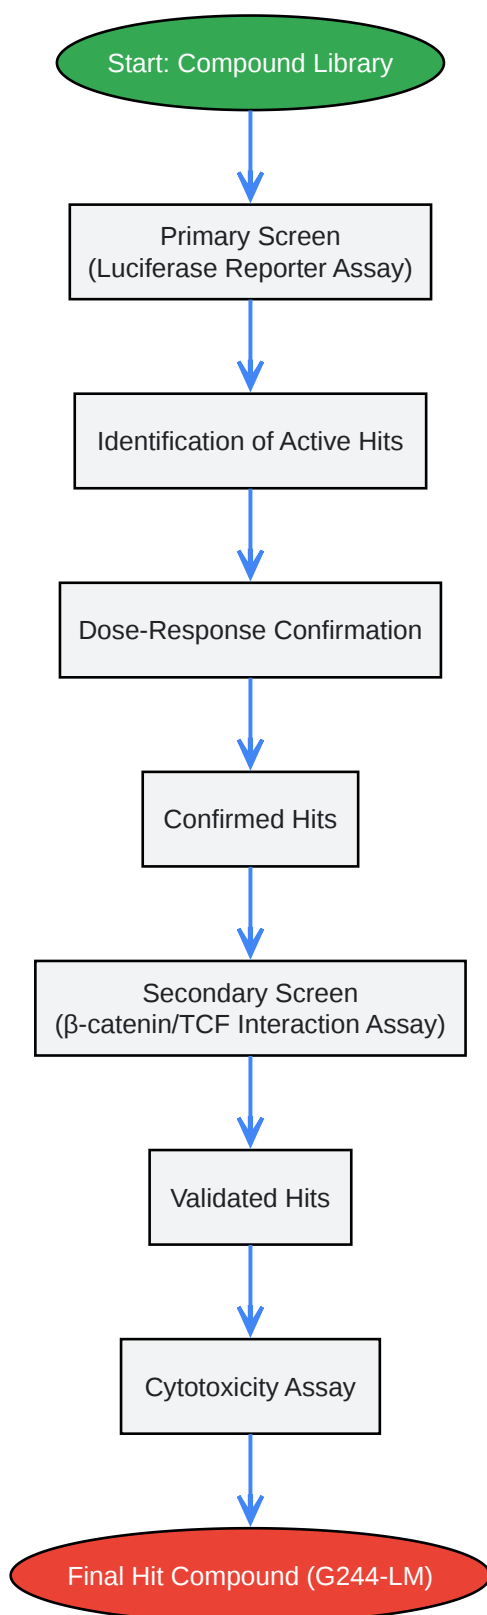 Start: Compound Library
Primary Screen
(Luciferase Reporter Assay)
Identification of Active Hits
Dose-Response Confirmation
Confirmed Hits
Secondary Screen
(β-catenin/TCF Interaction Assay)
Validated Hits
Cytotoxicity Assay
Final Hit Compound (G244-LM)